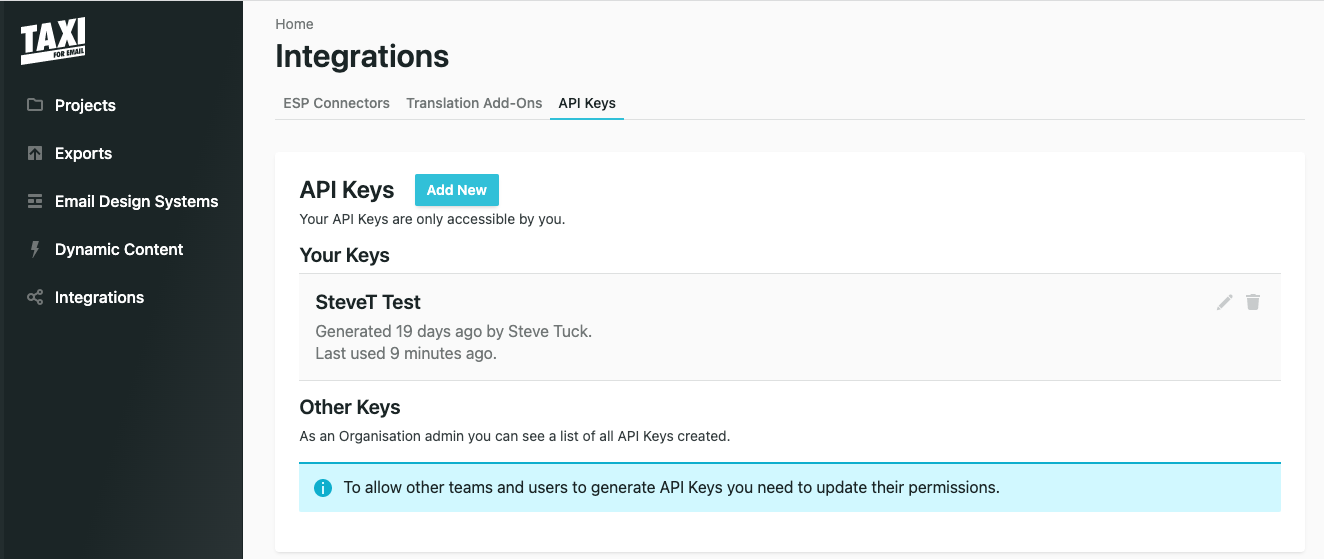 TAXI
FOR EMAIL
Projects
Exports
Email Design Systems
Dynamic Content
Integrations
Home
Integrations
ESP Connectors Translation Add-Ons API Keys
API Keys Add New
Your API Keys are only accessible by you.
Your Keys
SteveT Test
Generated 19 days ago by Steve Tuck.
Last used 9 minutes ago.
Other Keys
As an Organisation admin you can see a list of all API Keys created.
To allow other teams and users to generate API Keys you need to update their permissions.